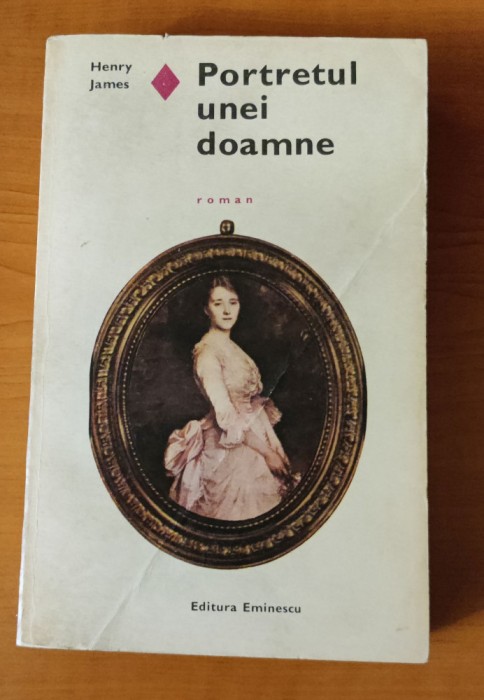 Henry
James
Portretul
unei
doamne
roman
Editura Eminescu